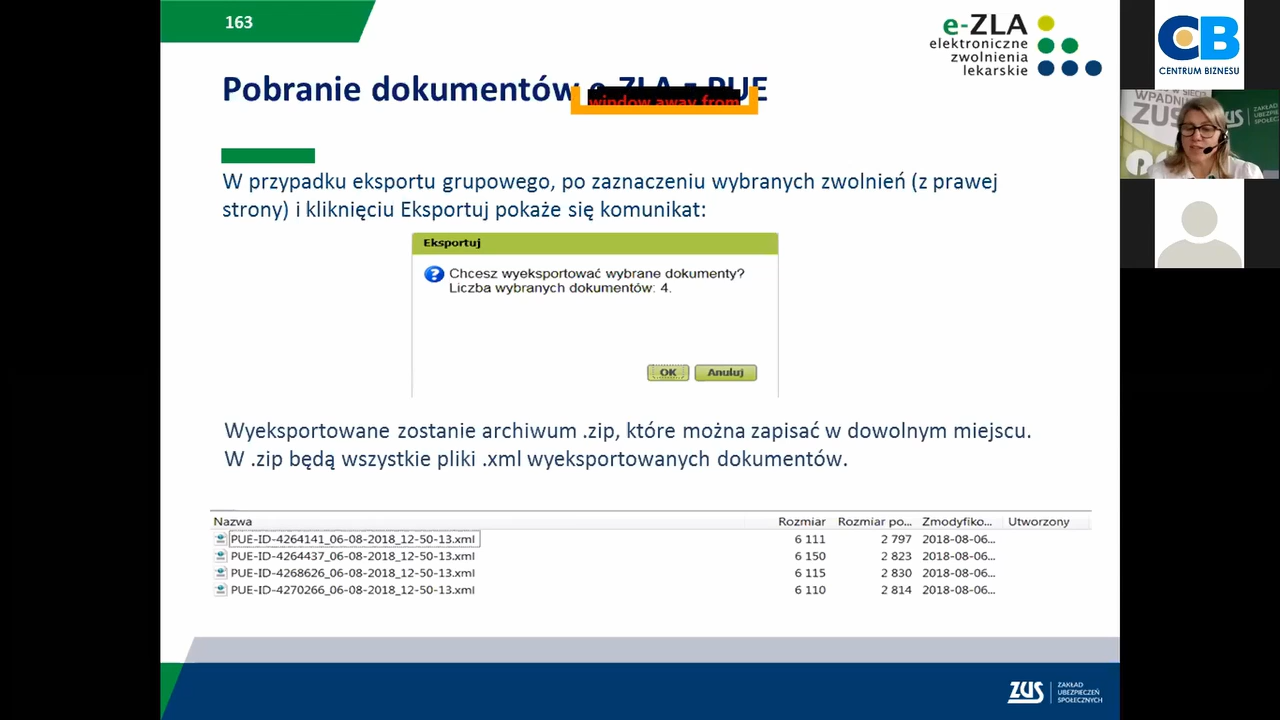 163
e-ZLA
elektroniczne
zwolnienia
lekarskie
Pobranie dokumentów e-ZLA z PUE
window away from
W przypadku eksportu grupowego, po zaznaczeniu wybranych zwolnień (z prawej
strony) i kliknięciu Eksportuj pokaże się komunikat:
Eksportuj
Chcesz wyeksportować wybrane dokumenty?
Liczba wybranych dokumentów: 4.
OK Anuluj
Wyeksportowane zostanie archiwum .zip, które można zapisać w dowolnym miejscu.
W .zip będą wszystkie pliki .xml wyeksportowanych dokumentów.
Nazwa Rozmiar Rozmiar po... Zmodyfiko... Utworzony
PUE-ID-4264141_06-08-2018_12-50-13.xml 6 111 2 797 2018-08-06...
PUE-ID-4264437_06-08-2018_12-50-13.xml 6 150 2 823 2018-08-06...
PUE-ID-4268626_06-08-2018_12-50-13.xml 6 115 2 830 2018-08-06...
PUE-ID-4270266_06-08-2018_12-50-13.xml 6 110 2 814 2018-08-06...
ZUS
ZAKŁAD
UBEZPIECZEŃ
SPOŁECZNYCH
CB
CENTRUM BIZNESU
WPADNIJ
ZUS